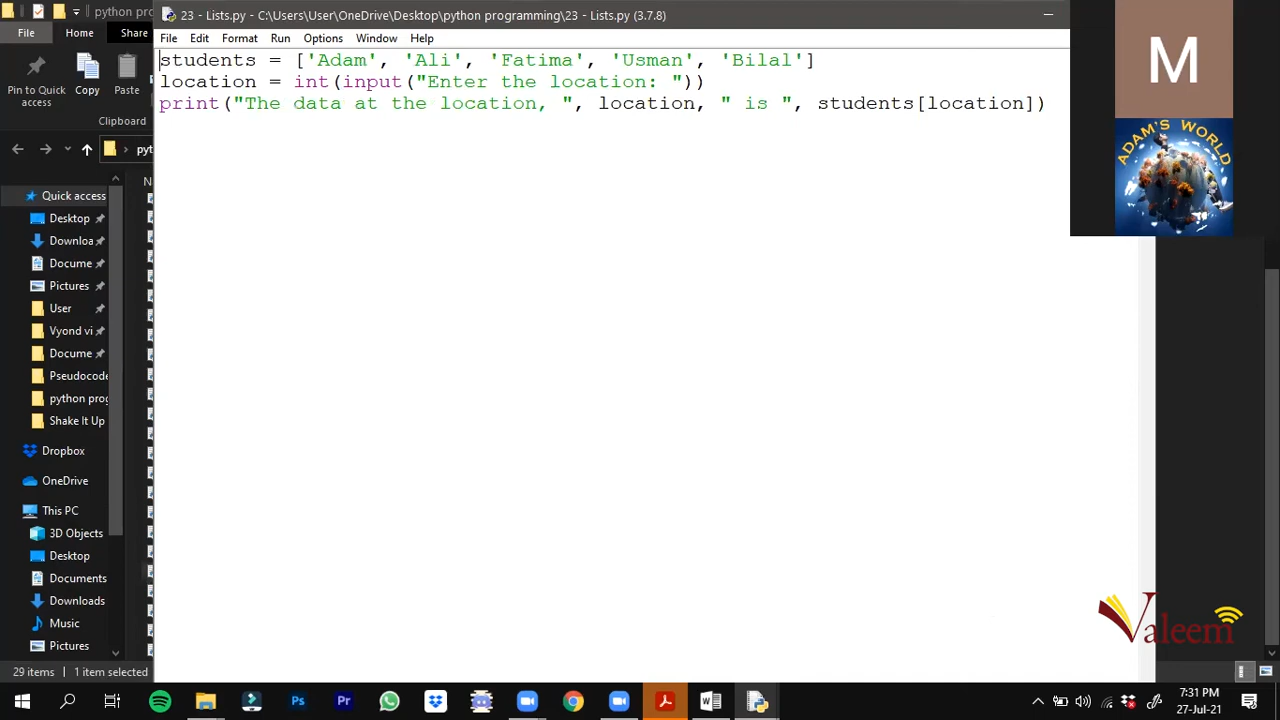 python pro
23 - Lists.py - C:\Users\User\OneDrive\Desktop\python programming\23 - Lists.py (3.7.8)
File
Home
Share
File Edit Format Run Options Window Help
students = ['Adam', 'Ali', 'Fatima', 'Usman', 'Bilal']
location = int(input("Enter the location: "))
print("The data at the location, ", location, " is ", students[location])
Pin to Quick
access
Copy
Paste
Clipboard
pyt
N
Quick access
Desktop
Downloa
Docume
Pictures
User
Vyond vi
Docume
Pseudocode
python prog
Shake It Up
Dropbox
OneDrive
This PC
3D Objects
Desktop
Documents
Downloads
Music
Pictures
29 items
1 item selected
M
ADAM'S WORLD
Valeem
Ps
Pr
7:31 PM
27-Jul-21